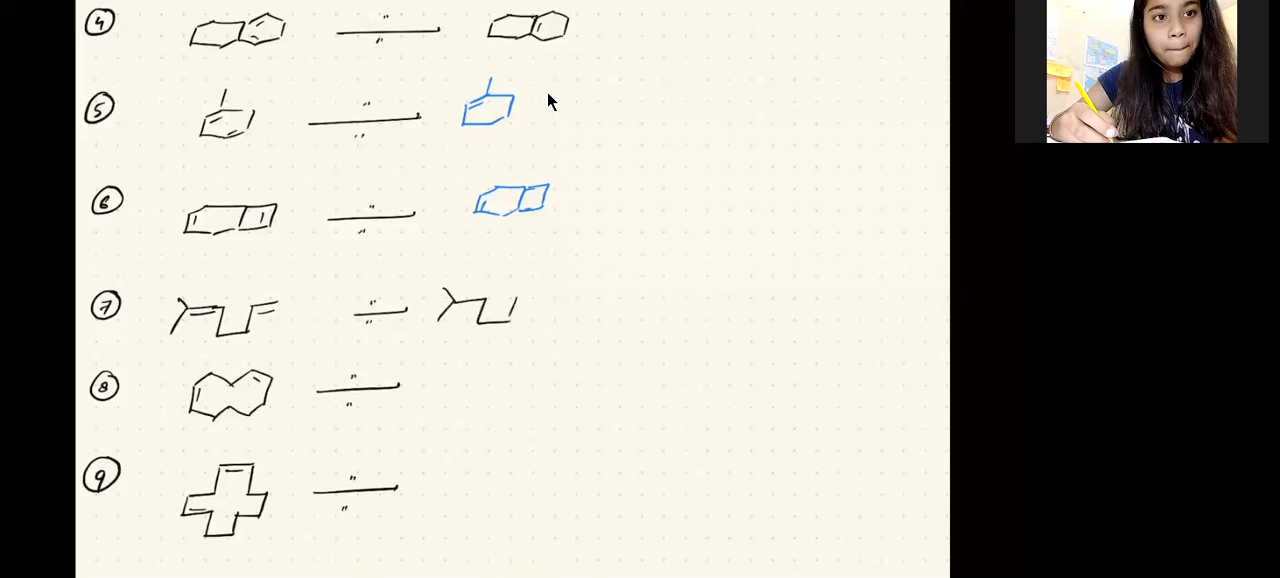 ④ " "
⑤ " "
⑥ " "
⑦ " "
⑧ " "
⑨ " "